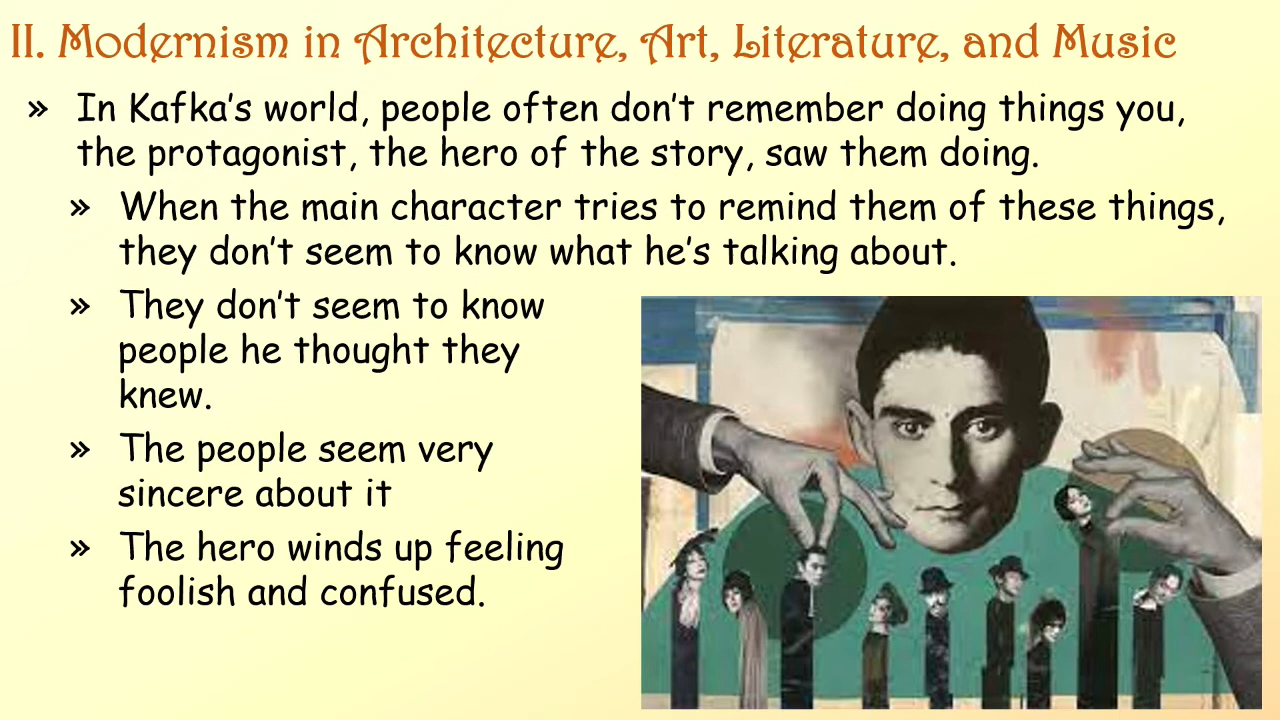 II. Modernism in Architecture, Art, Literature, and Music
» In Kafka's world, people often don't remember doing things you,
the protagonist, the hero of the story, saw them doing.
» When the main character tries to remind them of these things,
they don't seem to know what he's talking about.
» They don't seem to know
people he thought they
knew.
» The people seem very
sincere about it
» The hero winds up feeling
foolish and confused.